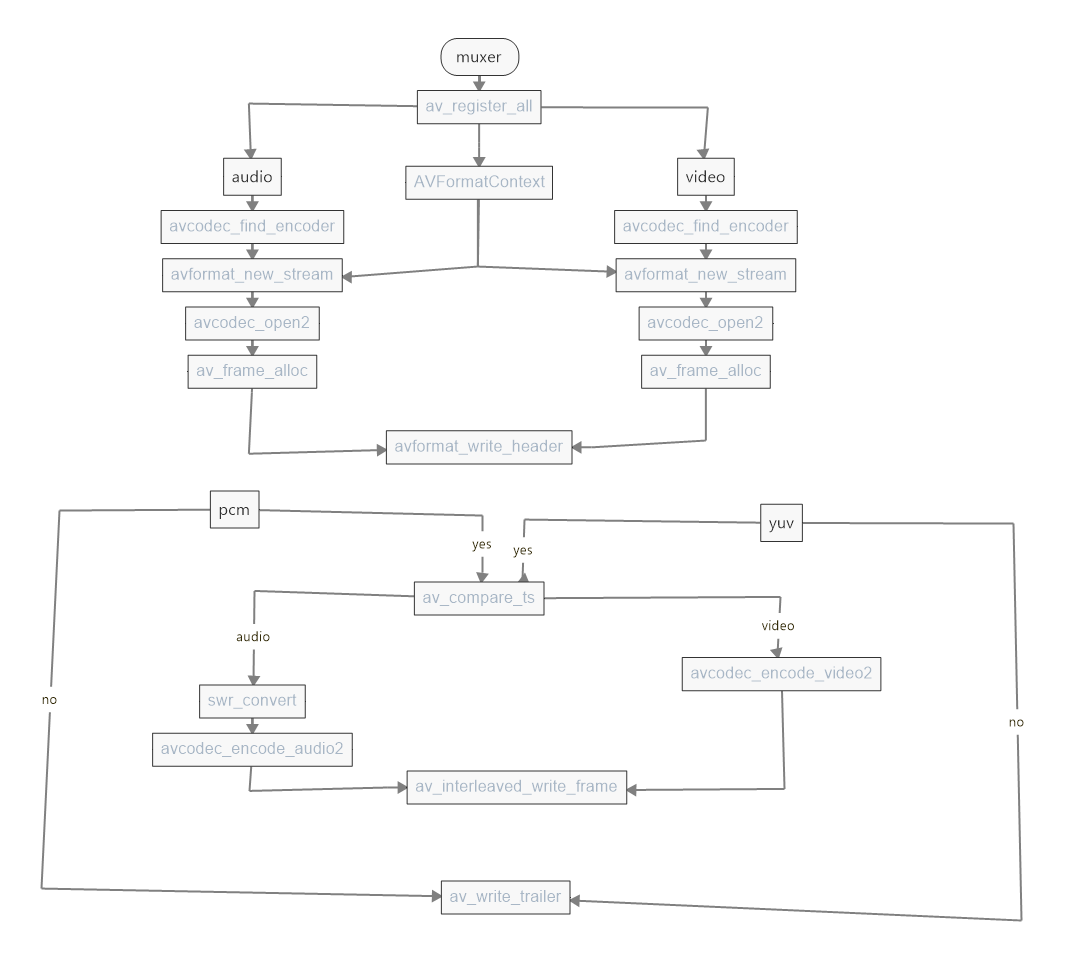 muxer
av_register_all
audio
AVFormatContext
video
avcodec_find_encoder
avcodec_find_encoder
avformat_new_stream
avformat_new_stream
avcodec_open2
avcodec_open2
av_frame_alloc
av_frame_alloc
avformat_write_header
pcm
yuv
yes
yes
av_compare_ts
audio
video
avcodec_encode_video2
swr_convert
no
no
avcodec_encode_audio2
av_interleaved_write_frame
av_write_trailer